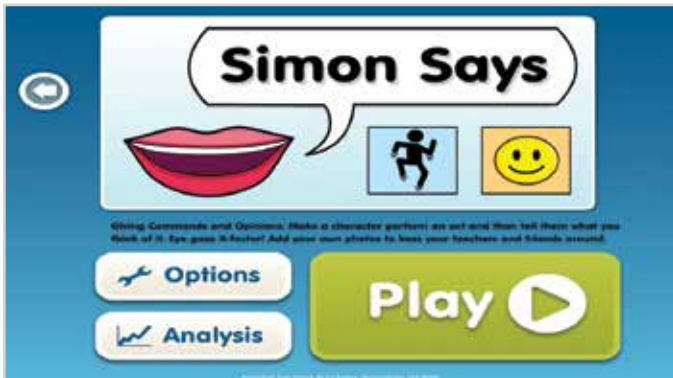 Simon Says
Giving Commands and Opinions. Make a character perform an act and then tell them what you
think of it. Eye gaze X-factor! Add your own photos to boss your teachers and friends around.
Options
Play
Analysis